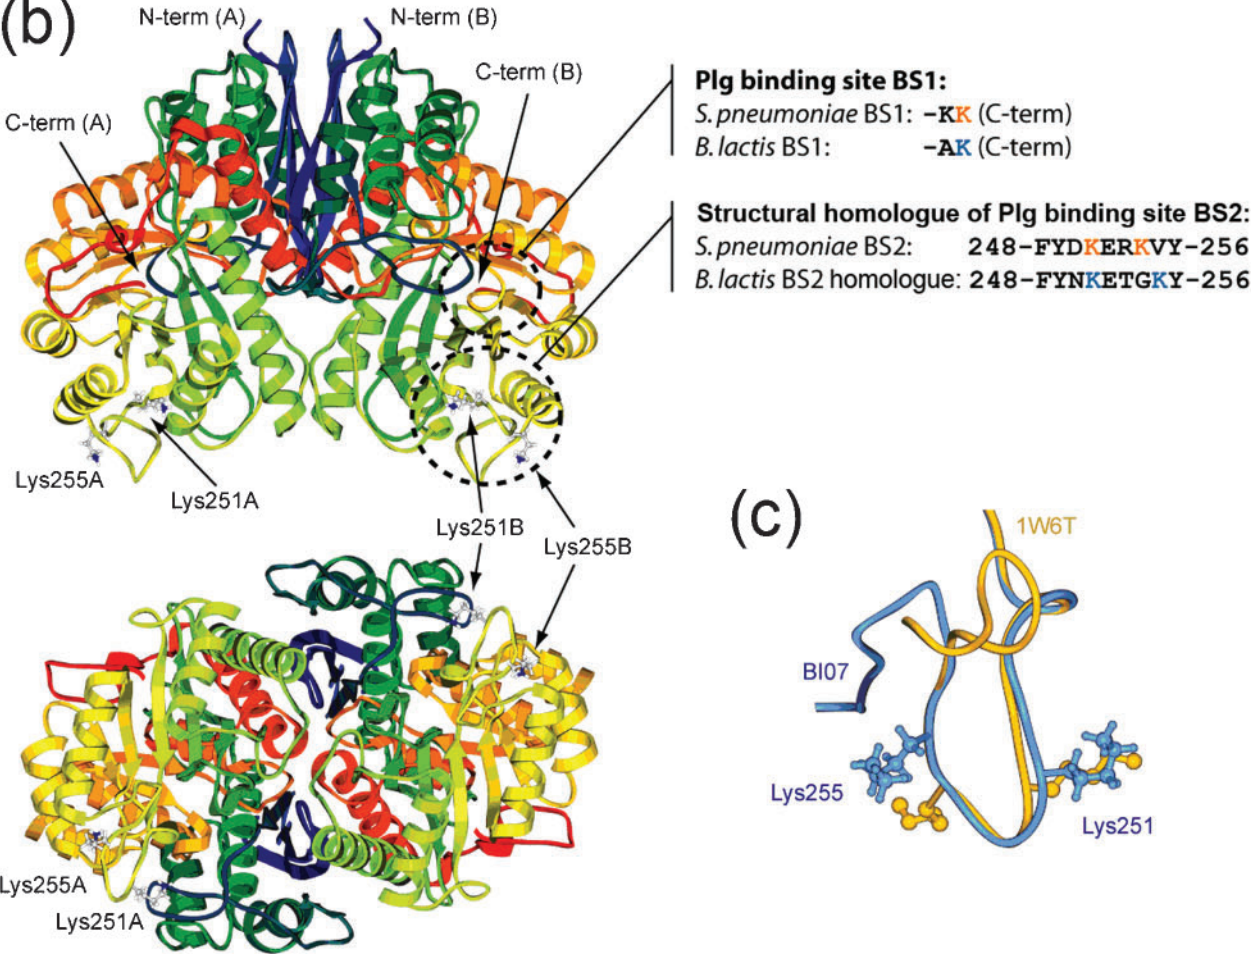 (b)
N-term (A)
N-term (B)
C-term (B)
C-term (A)
Plg binding site BS1:
S. pneumoniae BS1: –KK (C-term)
B. lactis BS1: –AK (C-term)
Structural homologue of Plg binding site BS2:
S. pneumoniae BS2: 248–FYDKERKVY–256
B. lactis BS2 homologue: 248–FYNKETGKY–256
Lys255A
Lys251A
Lys251B
Lys255B
Lys255A
Lys251A
(c)
1W6T
BI07
Lys255
Lys251